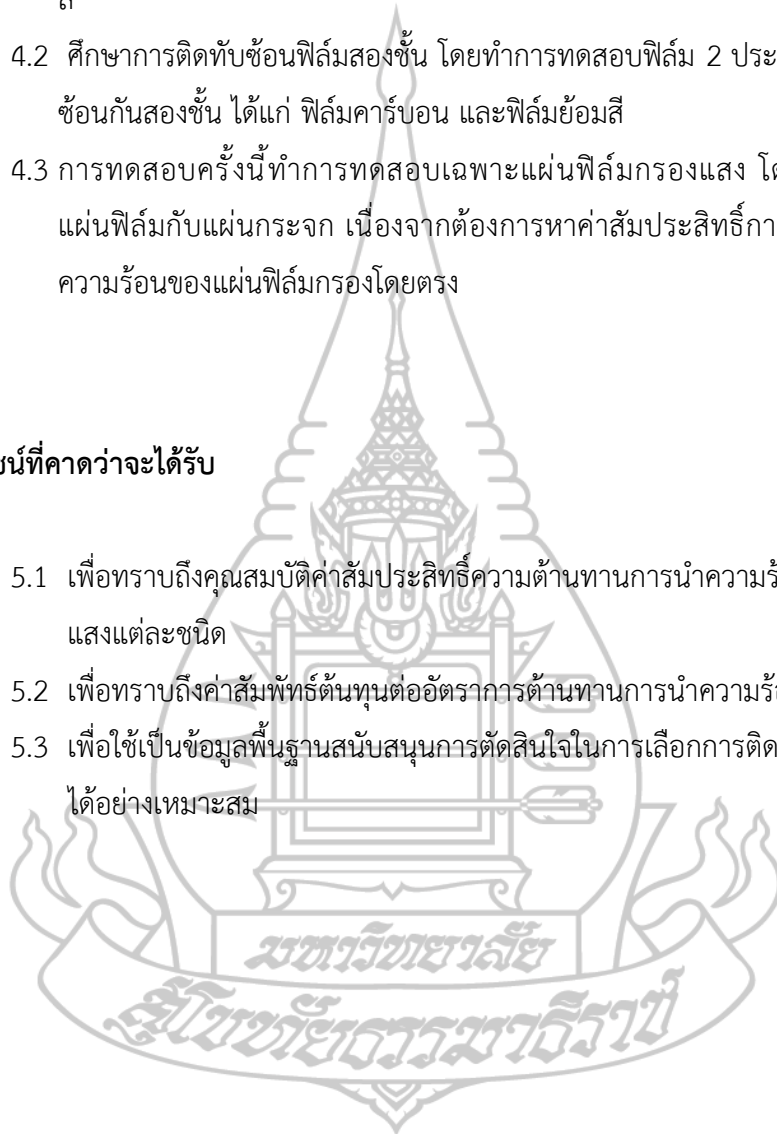 4.2 ศึกษาการติดทับซ้อนฟิล์มสองชั้น โดยทำการทดสอบฟิล์ม 2 ประ
ซ้อนกันสองชั้น ได้แก่ ฟิล์มคาร์บอน และฟิล์มย้อมสี
4.3 การทดสอบครั้งนี้ทำการทดสอบเฉพาะแผ่นฟิล์มกรองแสง โด
แผ่นฟิล์มกับแผ่นกระจก เนื่องจากต้องการหาค่าสัมประสิทธิ์กา
ความร้อนของแผ่นฟิล์มกรองโดยตรง
ชน์ที่คาดว่าจะได้รับ
5.1 เพื่อทราบถึงคุณสมบัติค่าสัมประสิทธิ์ความต้านทานการนำความร้
แสงแต่ละชนิด
5.2 เพื่อทราบถึงค่าสัมพัทธ์ต้นทุนต่ออัตราการต้านทานการนำความร้อ
5.3 เพื่อใช้เป็นข้อมูลพื้นฐานสนับสนุนการตัดสินใจในการเลือกการติด
ได้อย่างเหมาะสม
มหาวิทยาลัย
สุโขทัยธรรมาธิราช